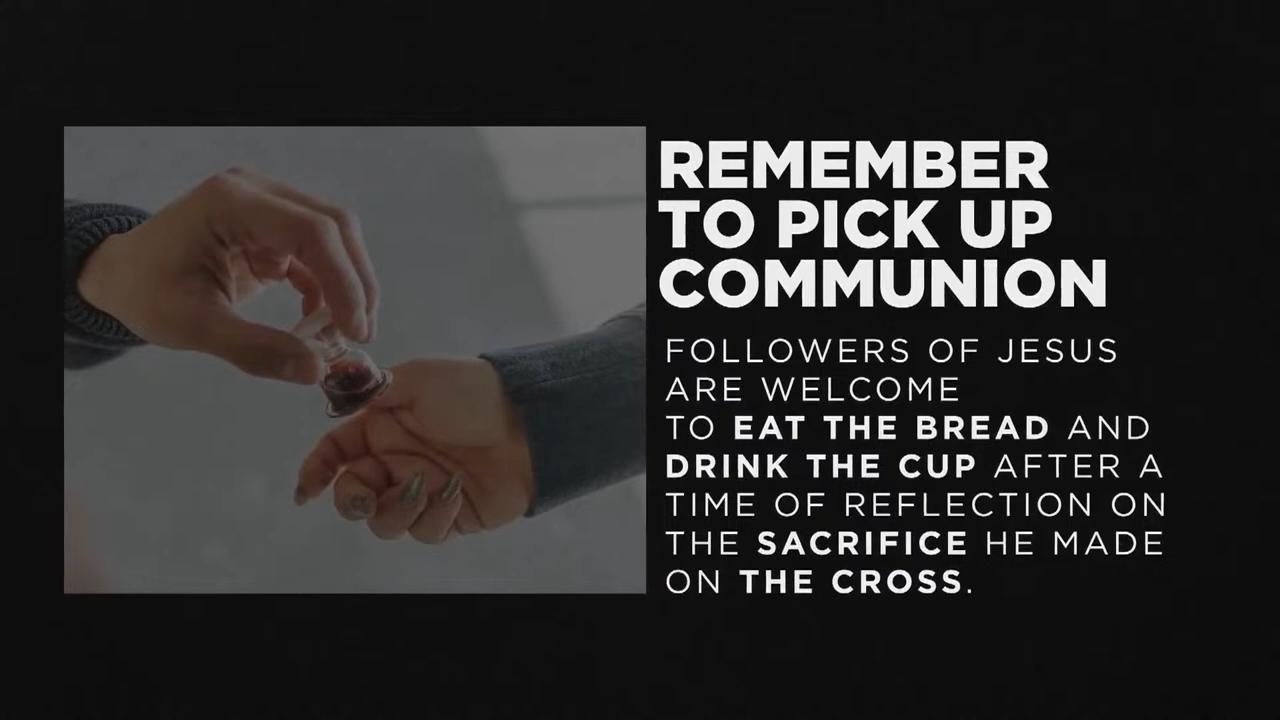 REMEMBER
TO PICK UP
COMMUNION
FOLLOWERS OF JESUS
ARE WELCOME
TO EAT THE BREAD AND
DRINK THE CUP AFTER A
TIME OF REFLECTION ON
THE SACRIFICE HE MADE
ON THE CROSS.